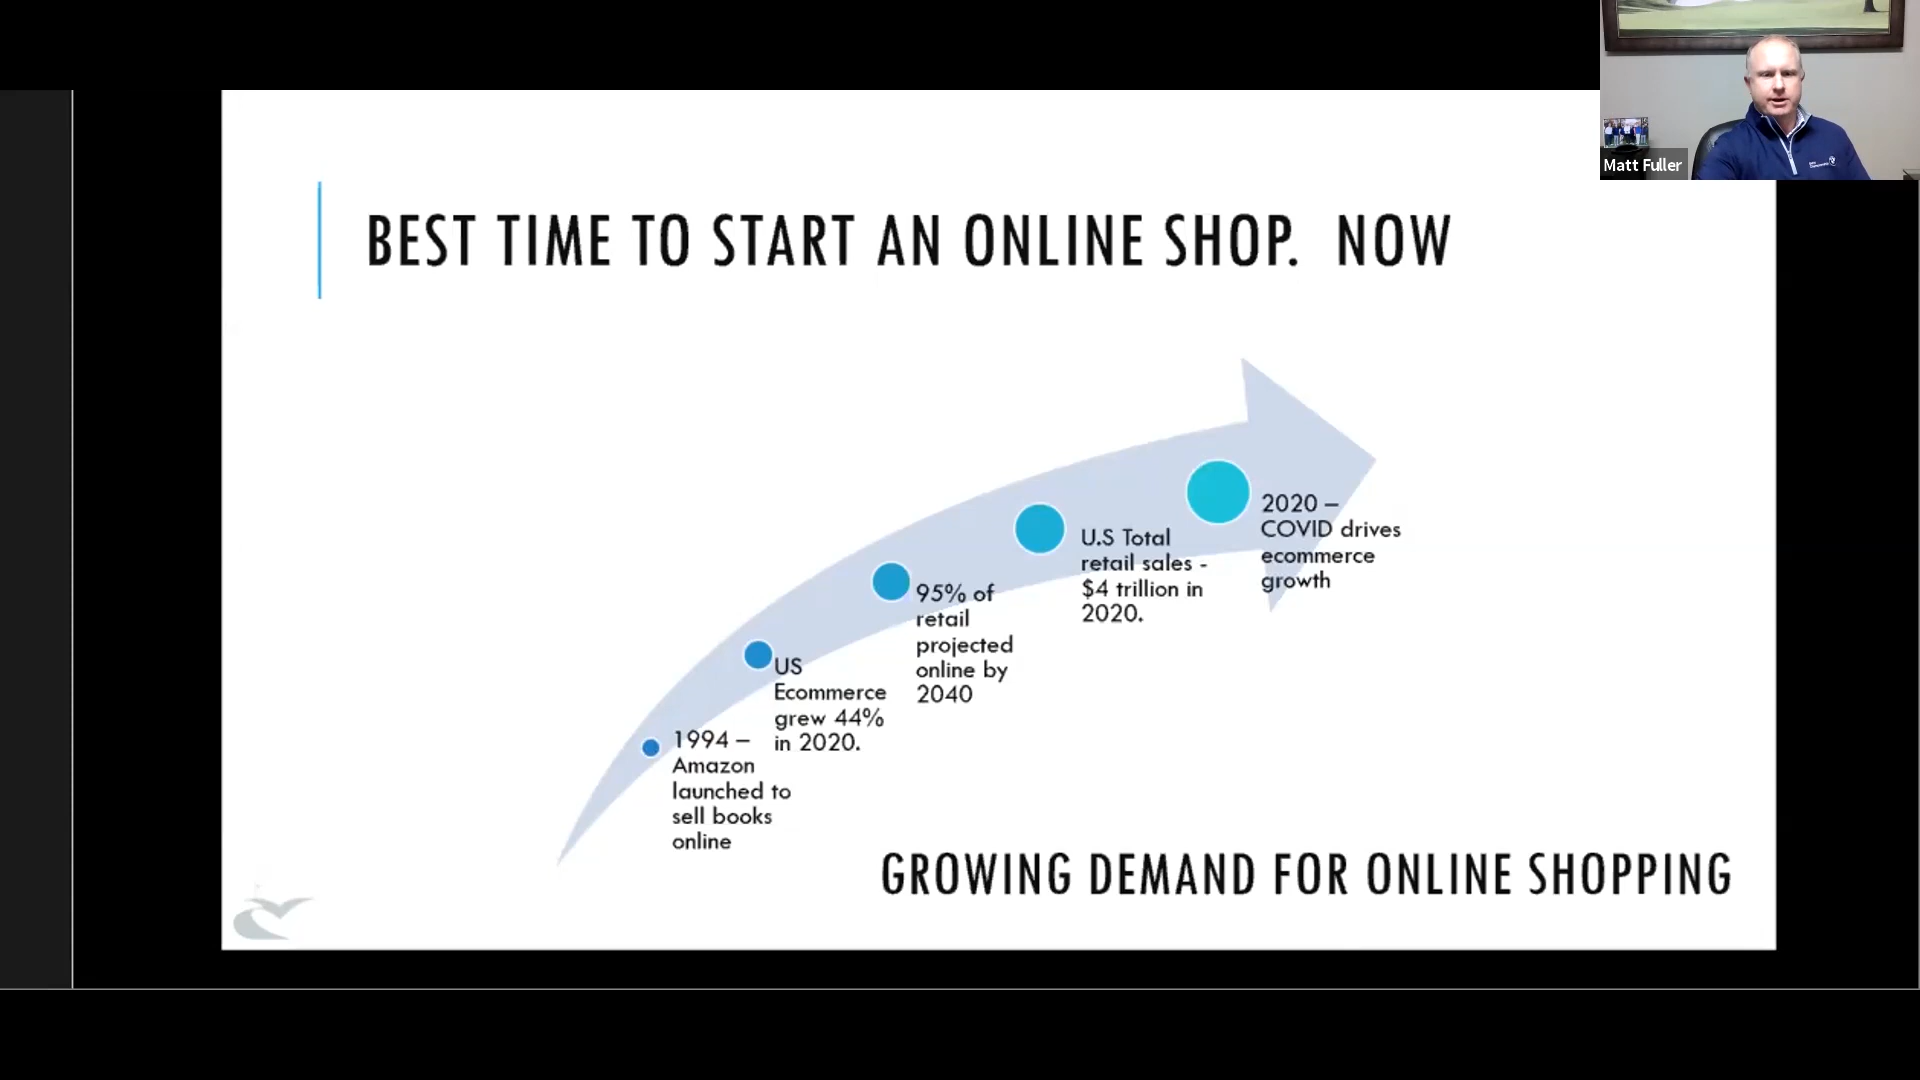 Matt Fuller
BEST TIME TO START AN ONLINE SHOP. NOW
1994 –
Amazon
launched to
sell books
online
US
Ecommerce
grew 44%
in 2020.
95% of
retail
projected
online by
2040
U.S Total
retail sales -
$4 trillion in
2020.
2020 –
COVID drives
ecommerce
growth
GROWING DEMAND FOR ONLINE SHOPPING